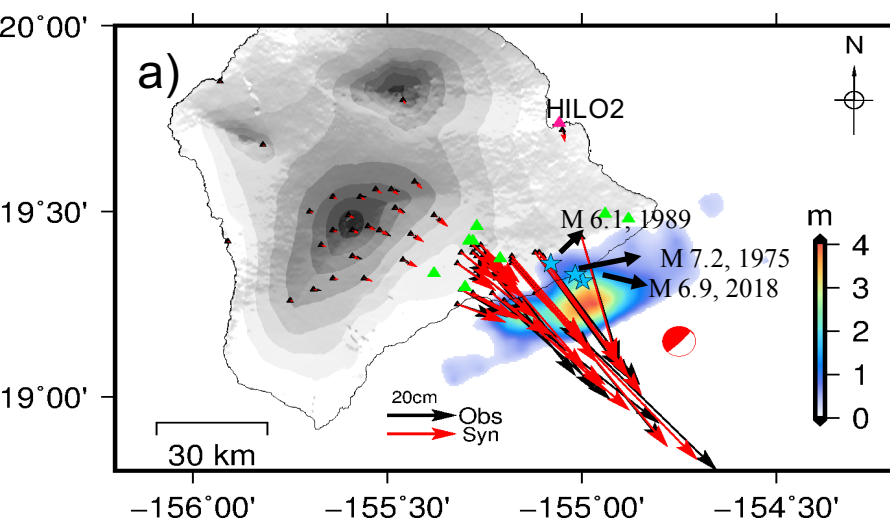 20°00'
a)
N
HILO2
19°30'
m
M 6.1, 1989
4
M 7.2, 1975
3
M 6.9, 2018
2
1
19°00'
20cm
0
Obs
Syn
30 km
−156°00'
−155°30'
−155°00'
−154°30'